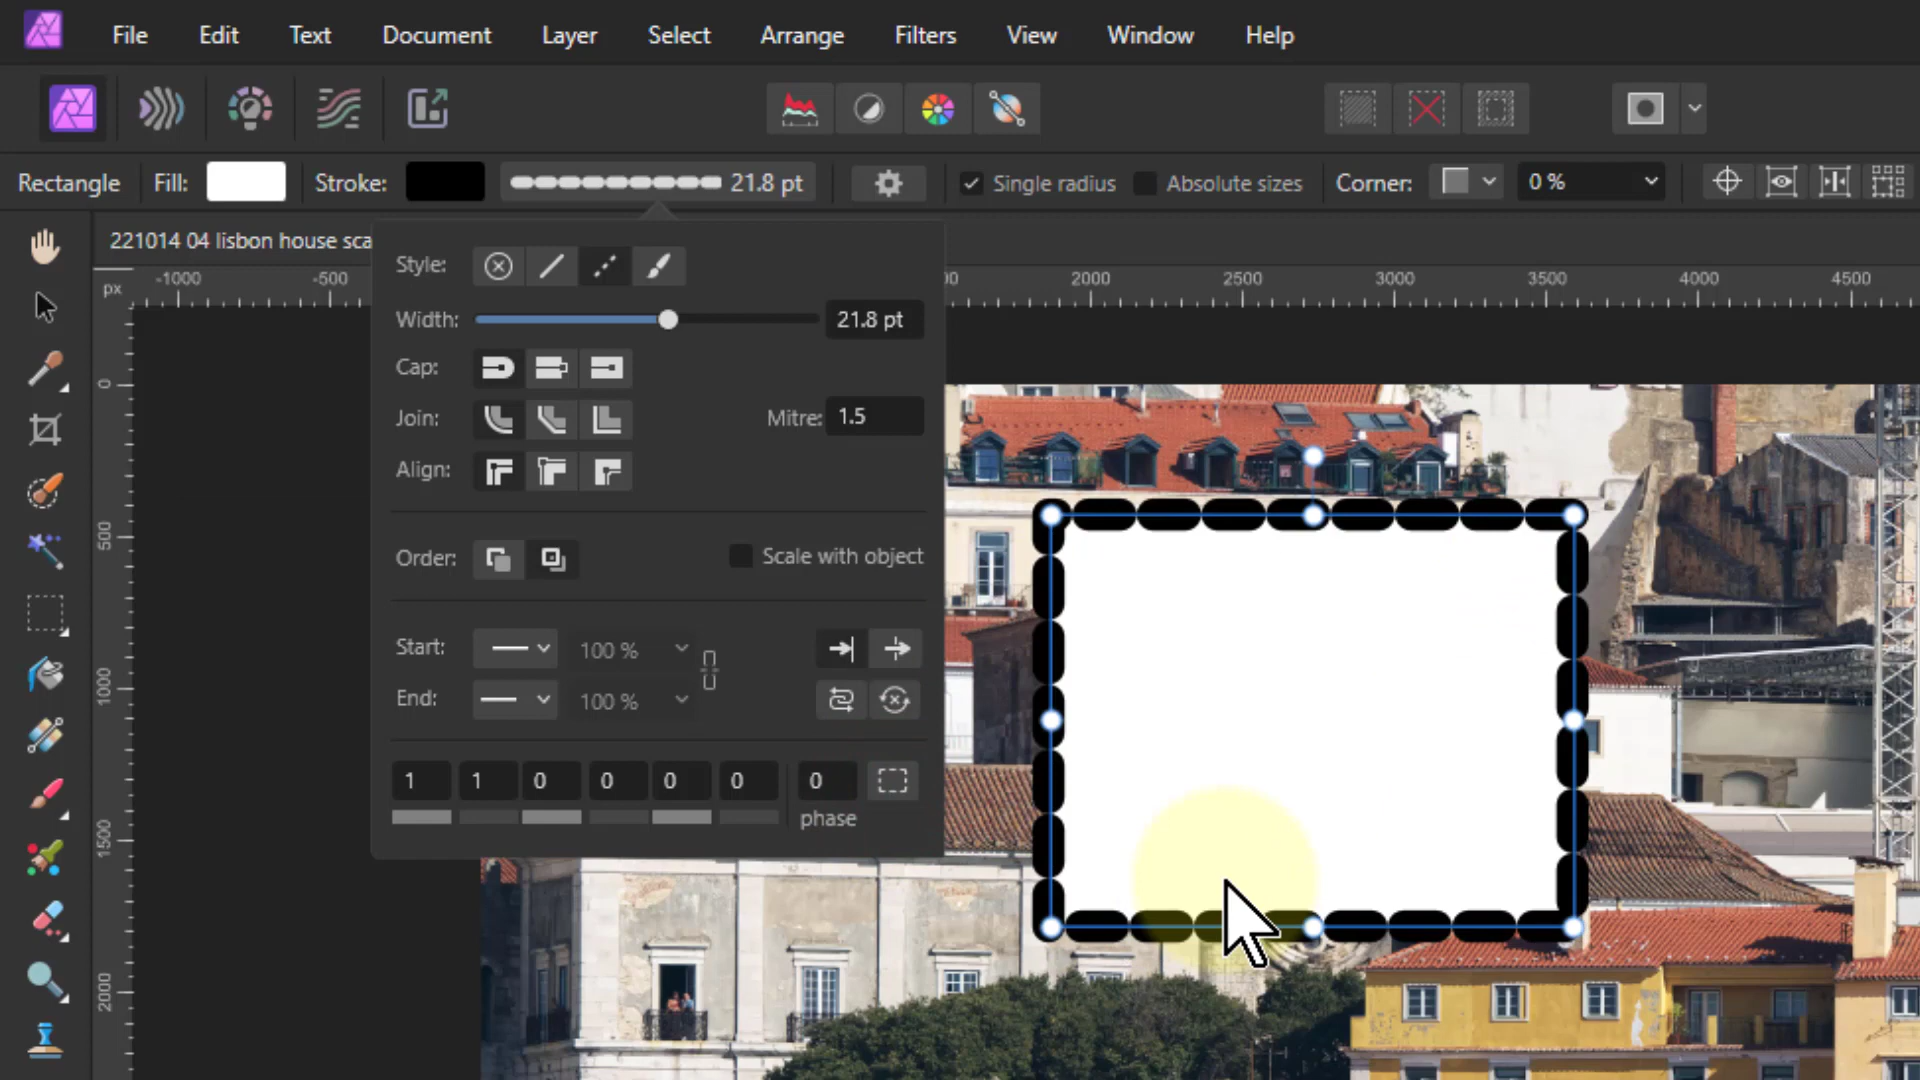 File Edit Text Document Layer Select Arrange Filters View Window Help
Rectangle Fill: Stroke: 21.8 pt Single radius Absolute sizes Corner: 0 %
221014 04 lisbon house sca
px -1000 -500 00 2000 2500 3000 3500 4000 4500
Style:
Width: 21.8 pt
Cap:
Join: Mitre: 1.5
Align:
Order: Scale with object
Start: 100 %
End: 100 %
1 1 0 0 0 0 0
phase
0
500
1000
1500
2000